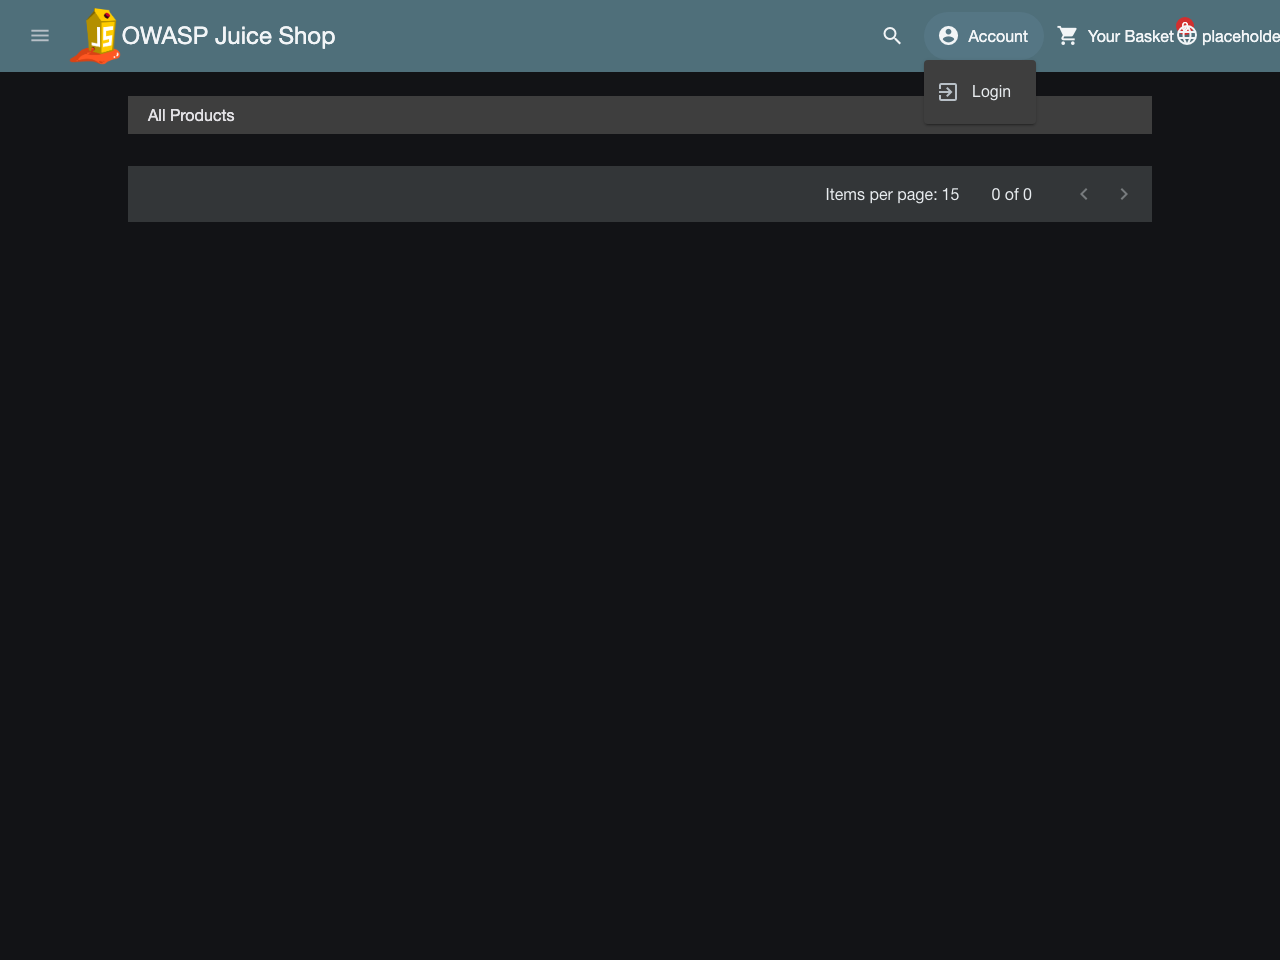 OWASP Juice Shop
Account
Your Basket
placeholde
Login
All Products
Items per page: 15
0 of 0